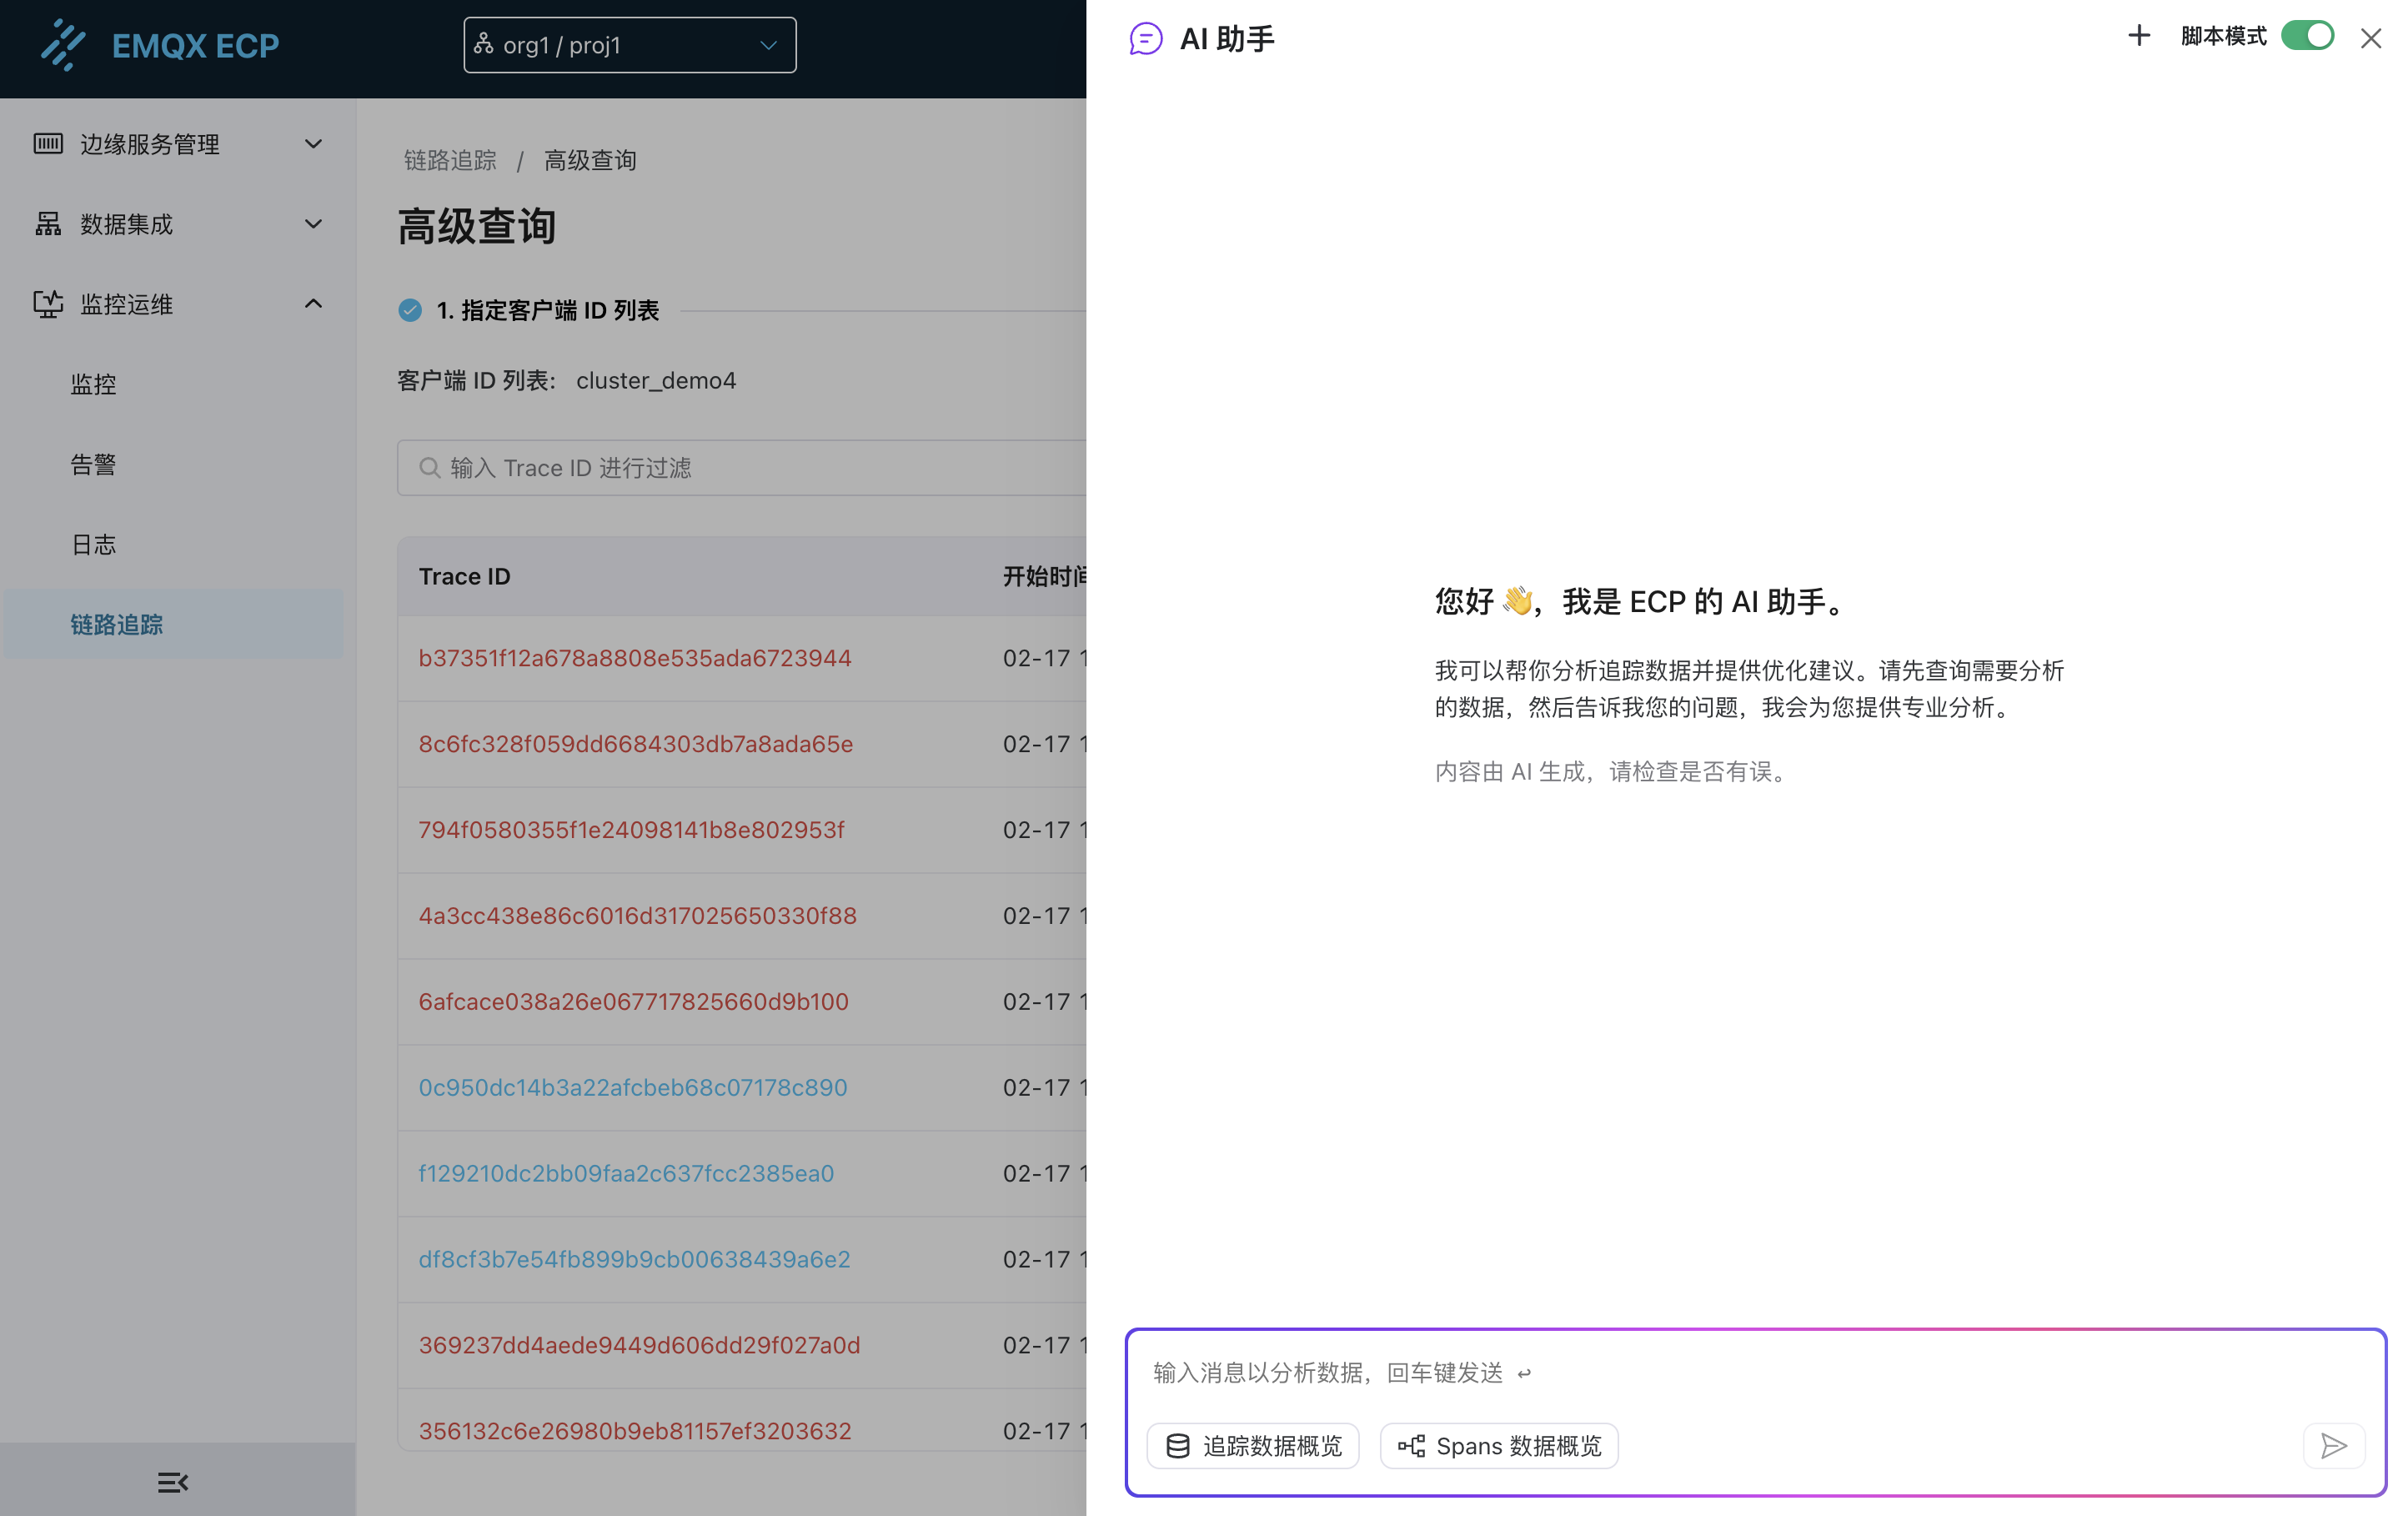 EMQX ECP
org1 / proj1
边缘服务管理
数据集成
监控运维
监控
告警
日志
链路追踪
链路追踪 / 高级查询
高级查询
1. 指定客户端 ID 列表
客户端 ID 列表: cluster_demo4
输入 Trace ID 进行过滤
Trace ID 开始时间
b37351f12a678a8808e535ada6723944 02-17 1
8c6fc328f059dd6684303db7a8ada65e 02-17 1
794f0580355f1e24098141b8e802953f 02-17 1
4a3cc438e86c6016d317025650330f88 02-17 1
6afcace038a26e067717825660d9b100 02-17 1
0c950dc14b3a22afcbeb68c07178c890 02-17 1
f129210dc2bb09faa2c637fcc2385ea0 02-17 1
df8cf3b7e54fb899b9cb00638439a6e2 02-17 1
369237dd4aede9449d606dd29f027a0d 02-17 1
356132c6e26980b9eb81157ef3203632 02-17 1
AI 助手
脚本模式
您好 👋，我是 ECP 的 AI 助手。
我可以帮你分析追踪数据并提供优化建议。请先查询需要分析
的数据，然后告诉我您的问题，我会为您提供专业分析。
内容由 AI 生成，请检查是否有误。
输入消息以分析数据，回车键发送 ↩
追踪数据概览
Spans 数据概览